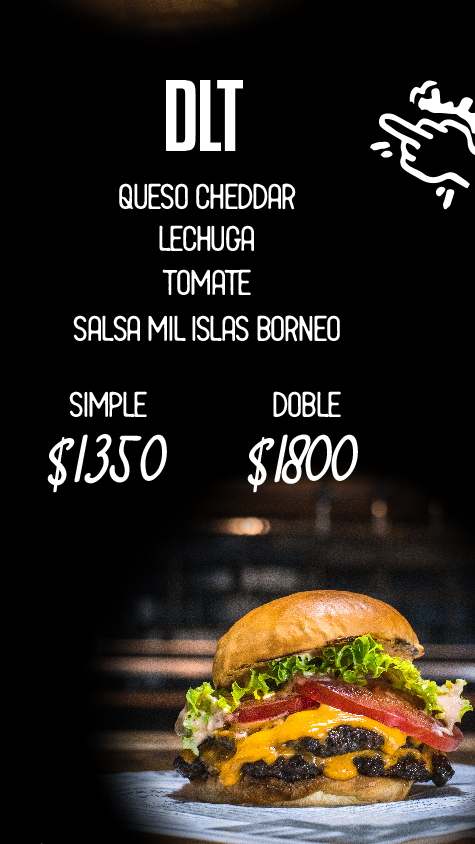 DLT
QUESO CHEDDAR
LECHUGA
TOMATE
SALSA MIL ISLAS BORNEO
SIMPLE DOBLE
$1350 $1800